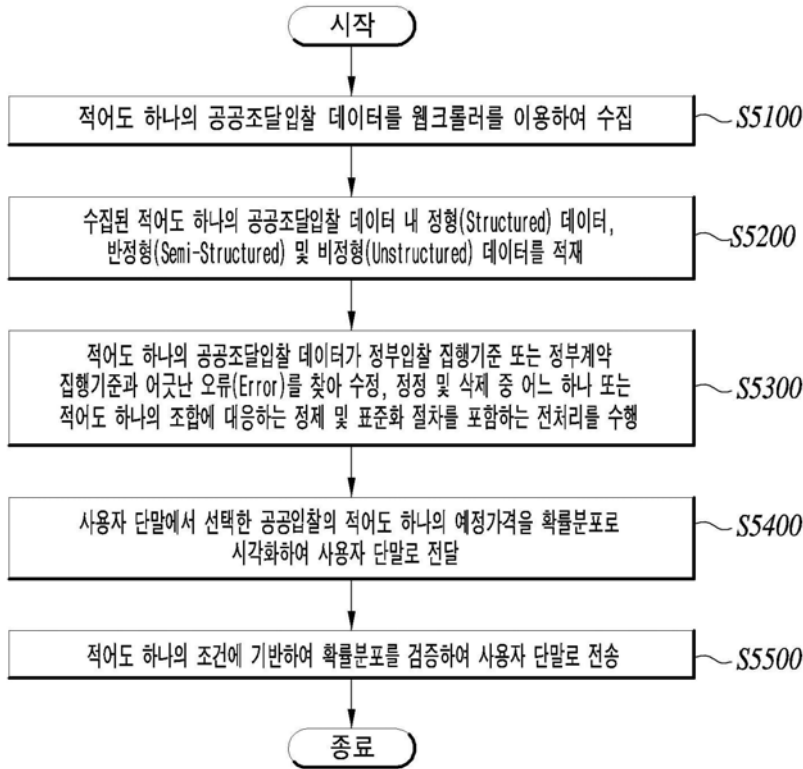 시작
적어도 하나의 공공조달입찰 데이터를 웹크롤러를 이용하여 수집
S5100
수집된 적어도 하나의 공공조달입찰 데이터 내 정형(Structured) 데이터,
반정형(Semi-Structured) 및 비정형(Unstructured) 데이터를 적재
S5200
적어도 하나의 공공조달입찰 데이터가 정부입찰 집행기준 또는 정부계약
집행기준과 어긋난 오류(Error)를 찾아 수정, 정정 및 삭제 중 어느 하나 또는
적어도 하나의 조합에 대응하는 정제 및 표준화 절차를 포함하는 전처리를 수행
S5300
사용자 단말에서 선택한 공공입찰의 적어도 하나의 예정가격을 확률분포로
시각화하여 사용자 단말로 전달
S5400
적어도 하나의 조건에 기반하여 확률분포를 검증하여 사용자 단말로 전송
S5500
종료